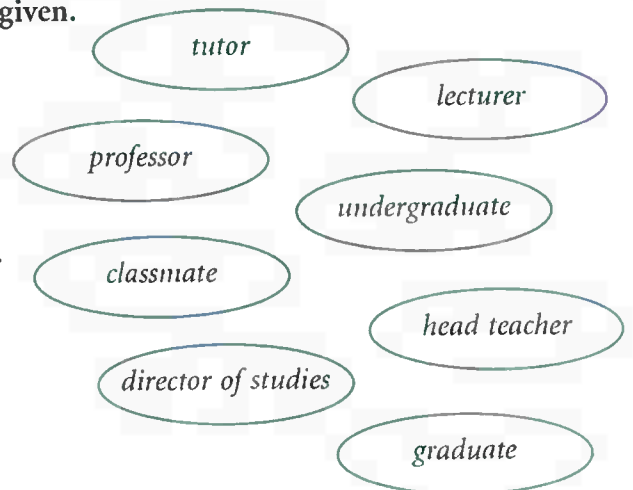 given.
tutor
lecturer
professor
undergraduate
classmate
head teacher
director of studies
graduate